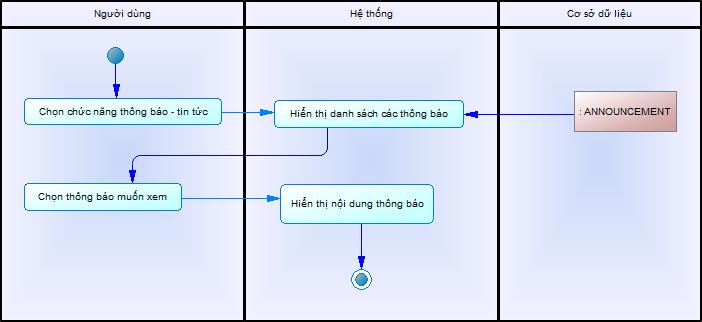 Người dùng
Hệ thống
Cơ sở dữ liệu
Chọn chức năng thông báo - tin tức
Hiển thị danh sách các thông báo
: ANNOUNCEMENT
Chọn thông báo muốn xem
Hiển thị nội dung thông báo